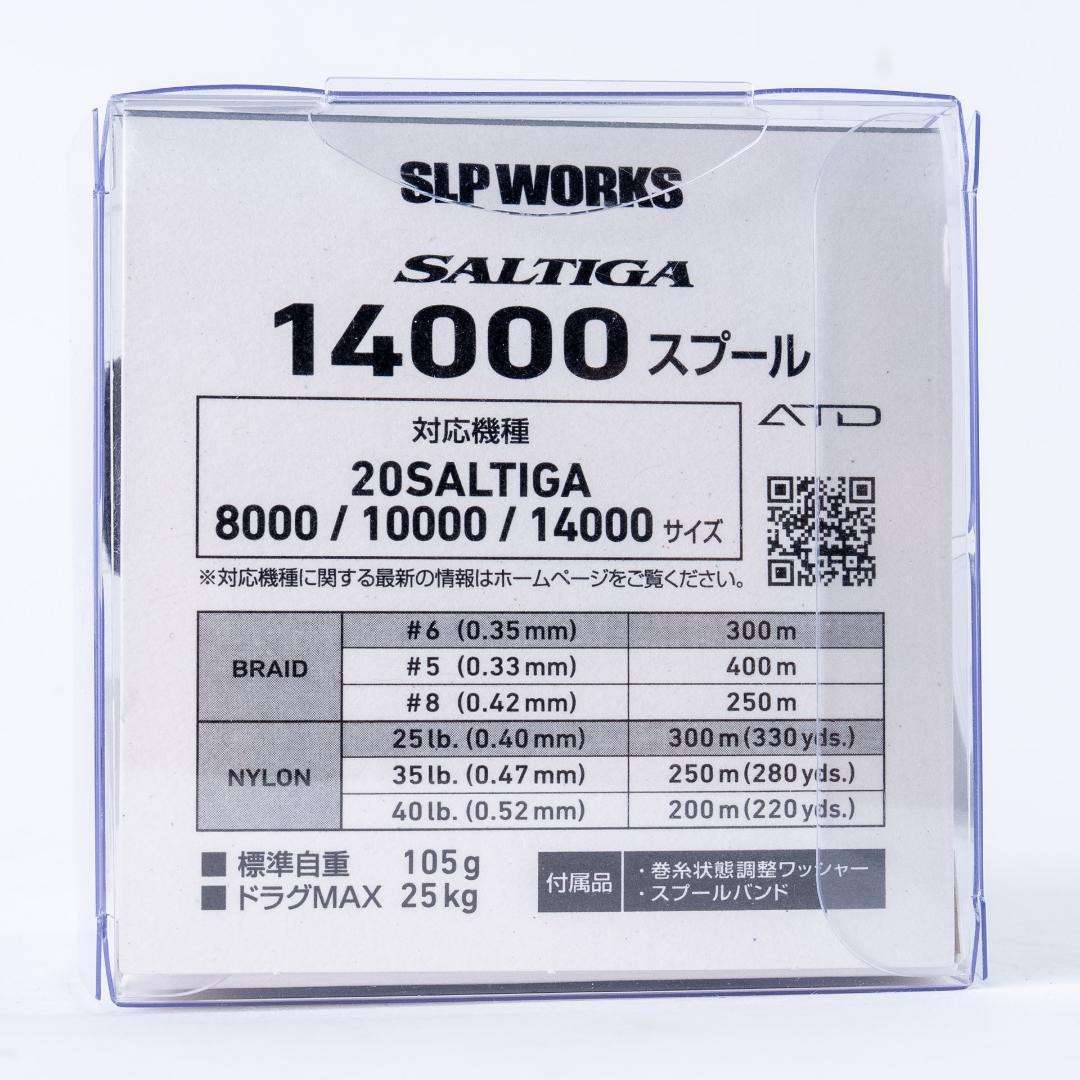 SLP WORKS
SALTIGA
14000 スプール
ATD
対応機種
20SALTIGA
8000 / 10000 / 14000 サイズ
※対応機種に関する最新の情報はホームページをご覧ください。
BRAID
#6 (0.35mm) 300m
#5 (0.33mm) 400m
#8 (0.42mm) 250m
NYLON
25lb. (0.40mm) 300m(330yds.)
35lb. (0.47mm) 250m(280yds.)
40lb. (0.52mm) 200m(220yds.)
■ 標準自重 105g
■ ドラグMAX 25kg
付属品
・巻糸状態調整ワッシャー
・スプールバンド